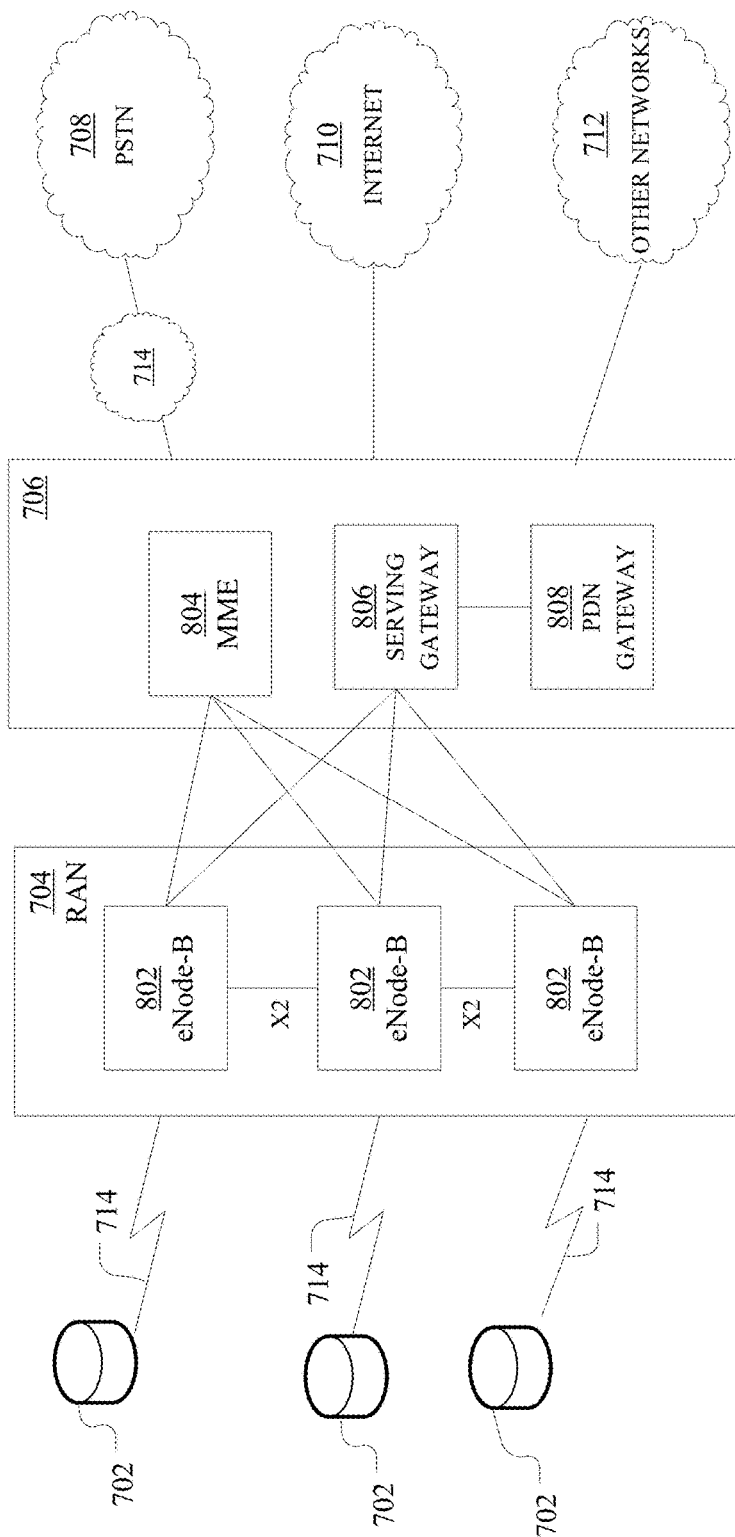 702
702
702
714
714
714
704
RAN
802
eNode-B
X2
802
eNode-B
X2
802
eNode-B
706
804
MME
806
SERVING
GATEWAY
808
PDN
GATEWAY
714
708
PSTN
710
INTERNET
712
OTHER NETWORKS